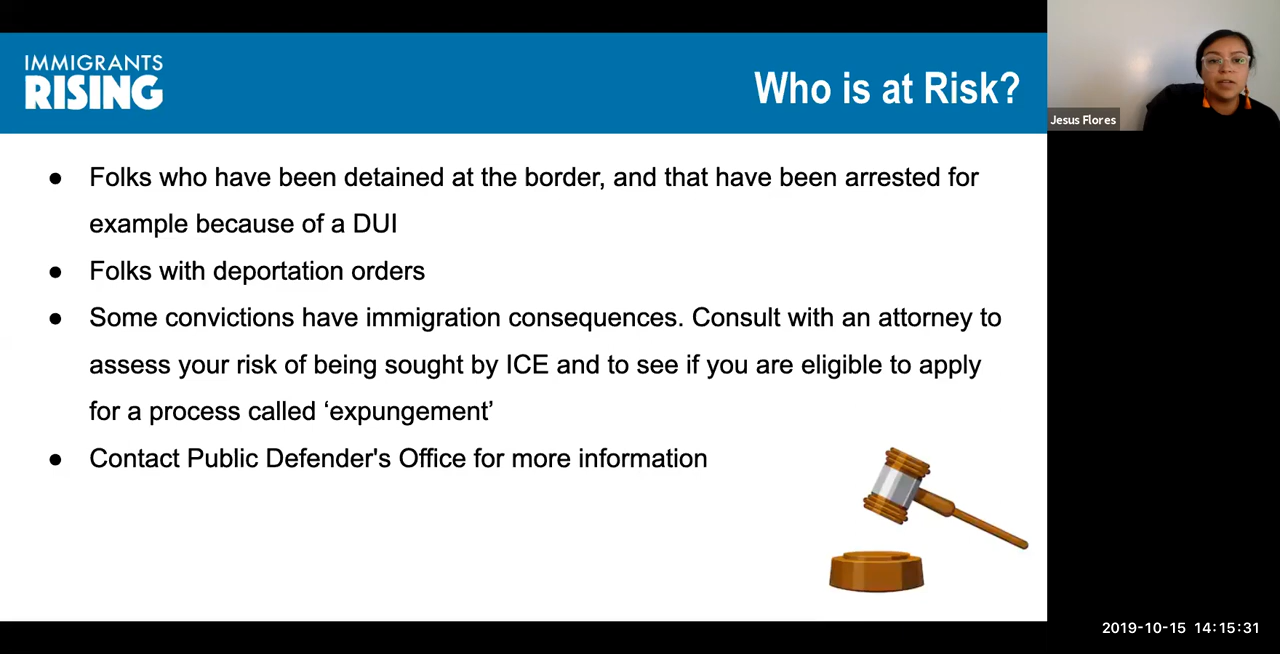 IMMIGRANTS
RISING
Who is at Risk?
Jesus Flores
● Folks who have been detained at the border, and that have been arrested for
example because of a DUI
● Folks with deportation orders
● Some convictions have immigration consequences. Consult with an attorney to
assess your risk of being sought by ICE and to see if you are eligible to apply
for a process called ‘expungement’
● Contact Public Defender's Office for more information
2019-10-15 14:15:31